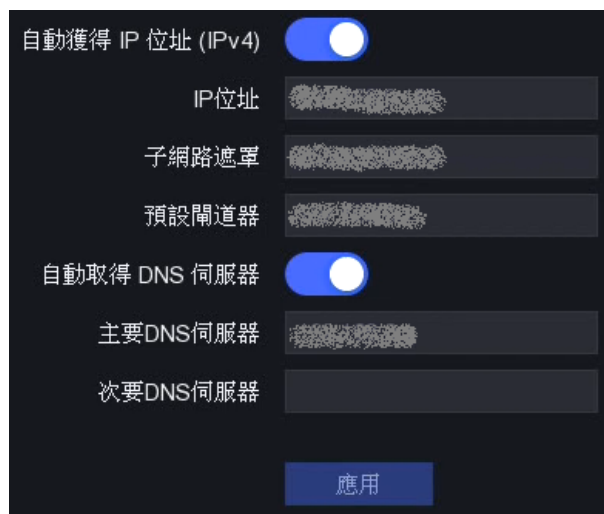 自動獲得 IP 位址 (IPv4)
IP位址
子網路遮罩
預設閘道器
自動取得 DNS 伺服器
主要DNS伺服器
次要DNS伺服器
應用